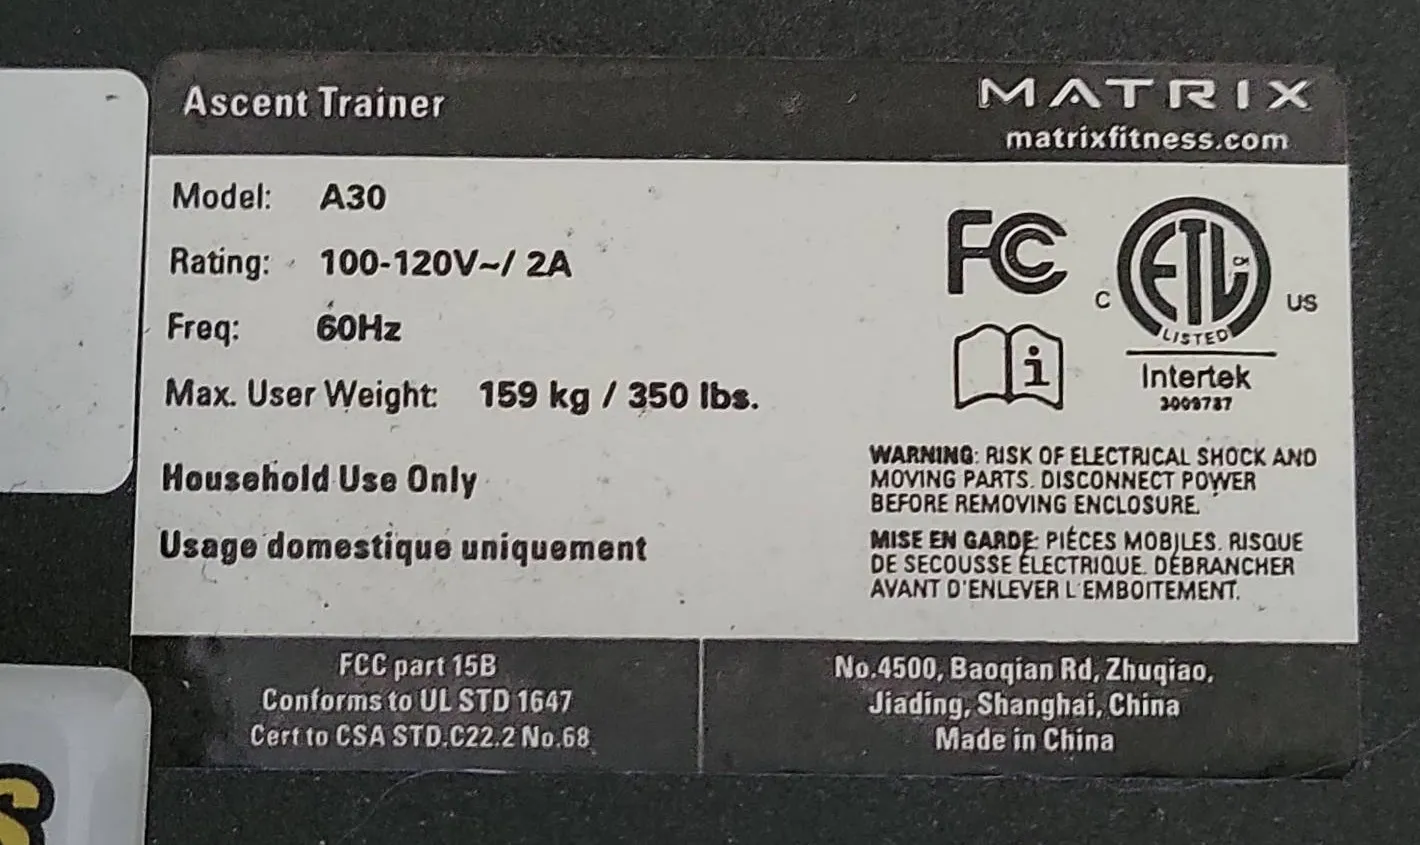 Ascent Trainer
MATRIX
matrixfitness.com
Model: A30
Rating: 100-120V~/ 2A
Freq: 60Hz
Max. User Weight: 159 kg / 350 lbs.
Household Use Only
Usage domestique uniquement
FC
C ETL CM US
LISTED
i
Intertek
3009787
WARNING: RISK OF ELECTRICAL SHOCK AND
MOVING PARTS. DISCONNECT POWER
BEFORE REMOVING ENCLOSURE.
MISE EN GARDE: PIÈCES MOBILES. RISQUE
DE SECOUSSE ÉLECTRIQUE. DÉBRANCHER
AVANT D'ENLEVER L'EMBOITEMENT.
FCC part 15B
Conforms to UL STD 1647
Cert to CSA STD.C22.2 No.68
No.4500, Baoqian Rd, Zhuqiao,
Jiading, Shanghai, China
Made in China